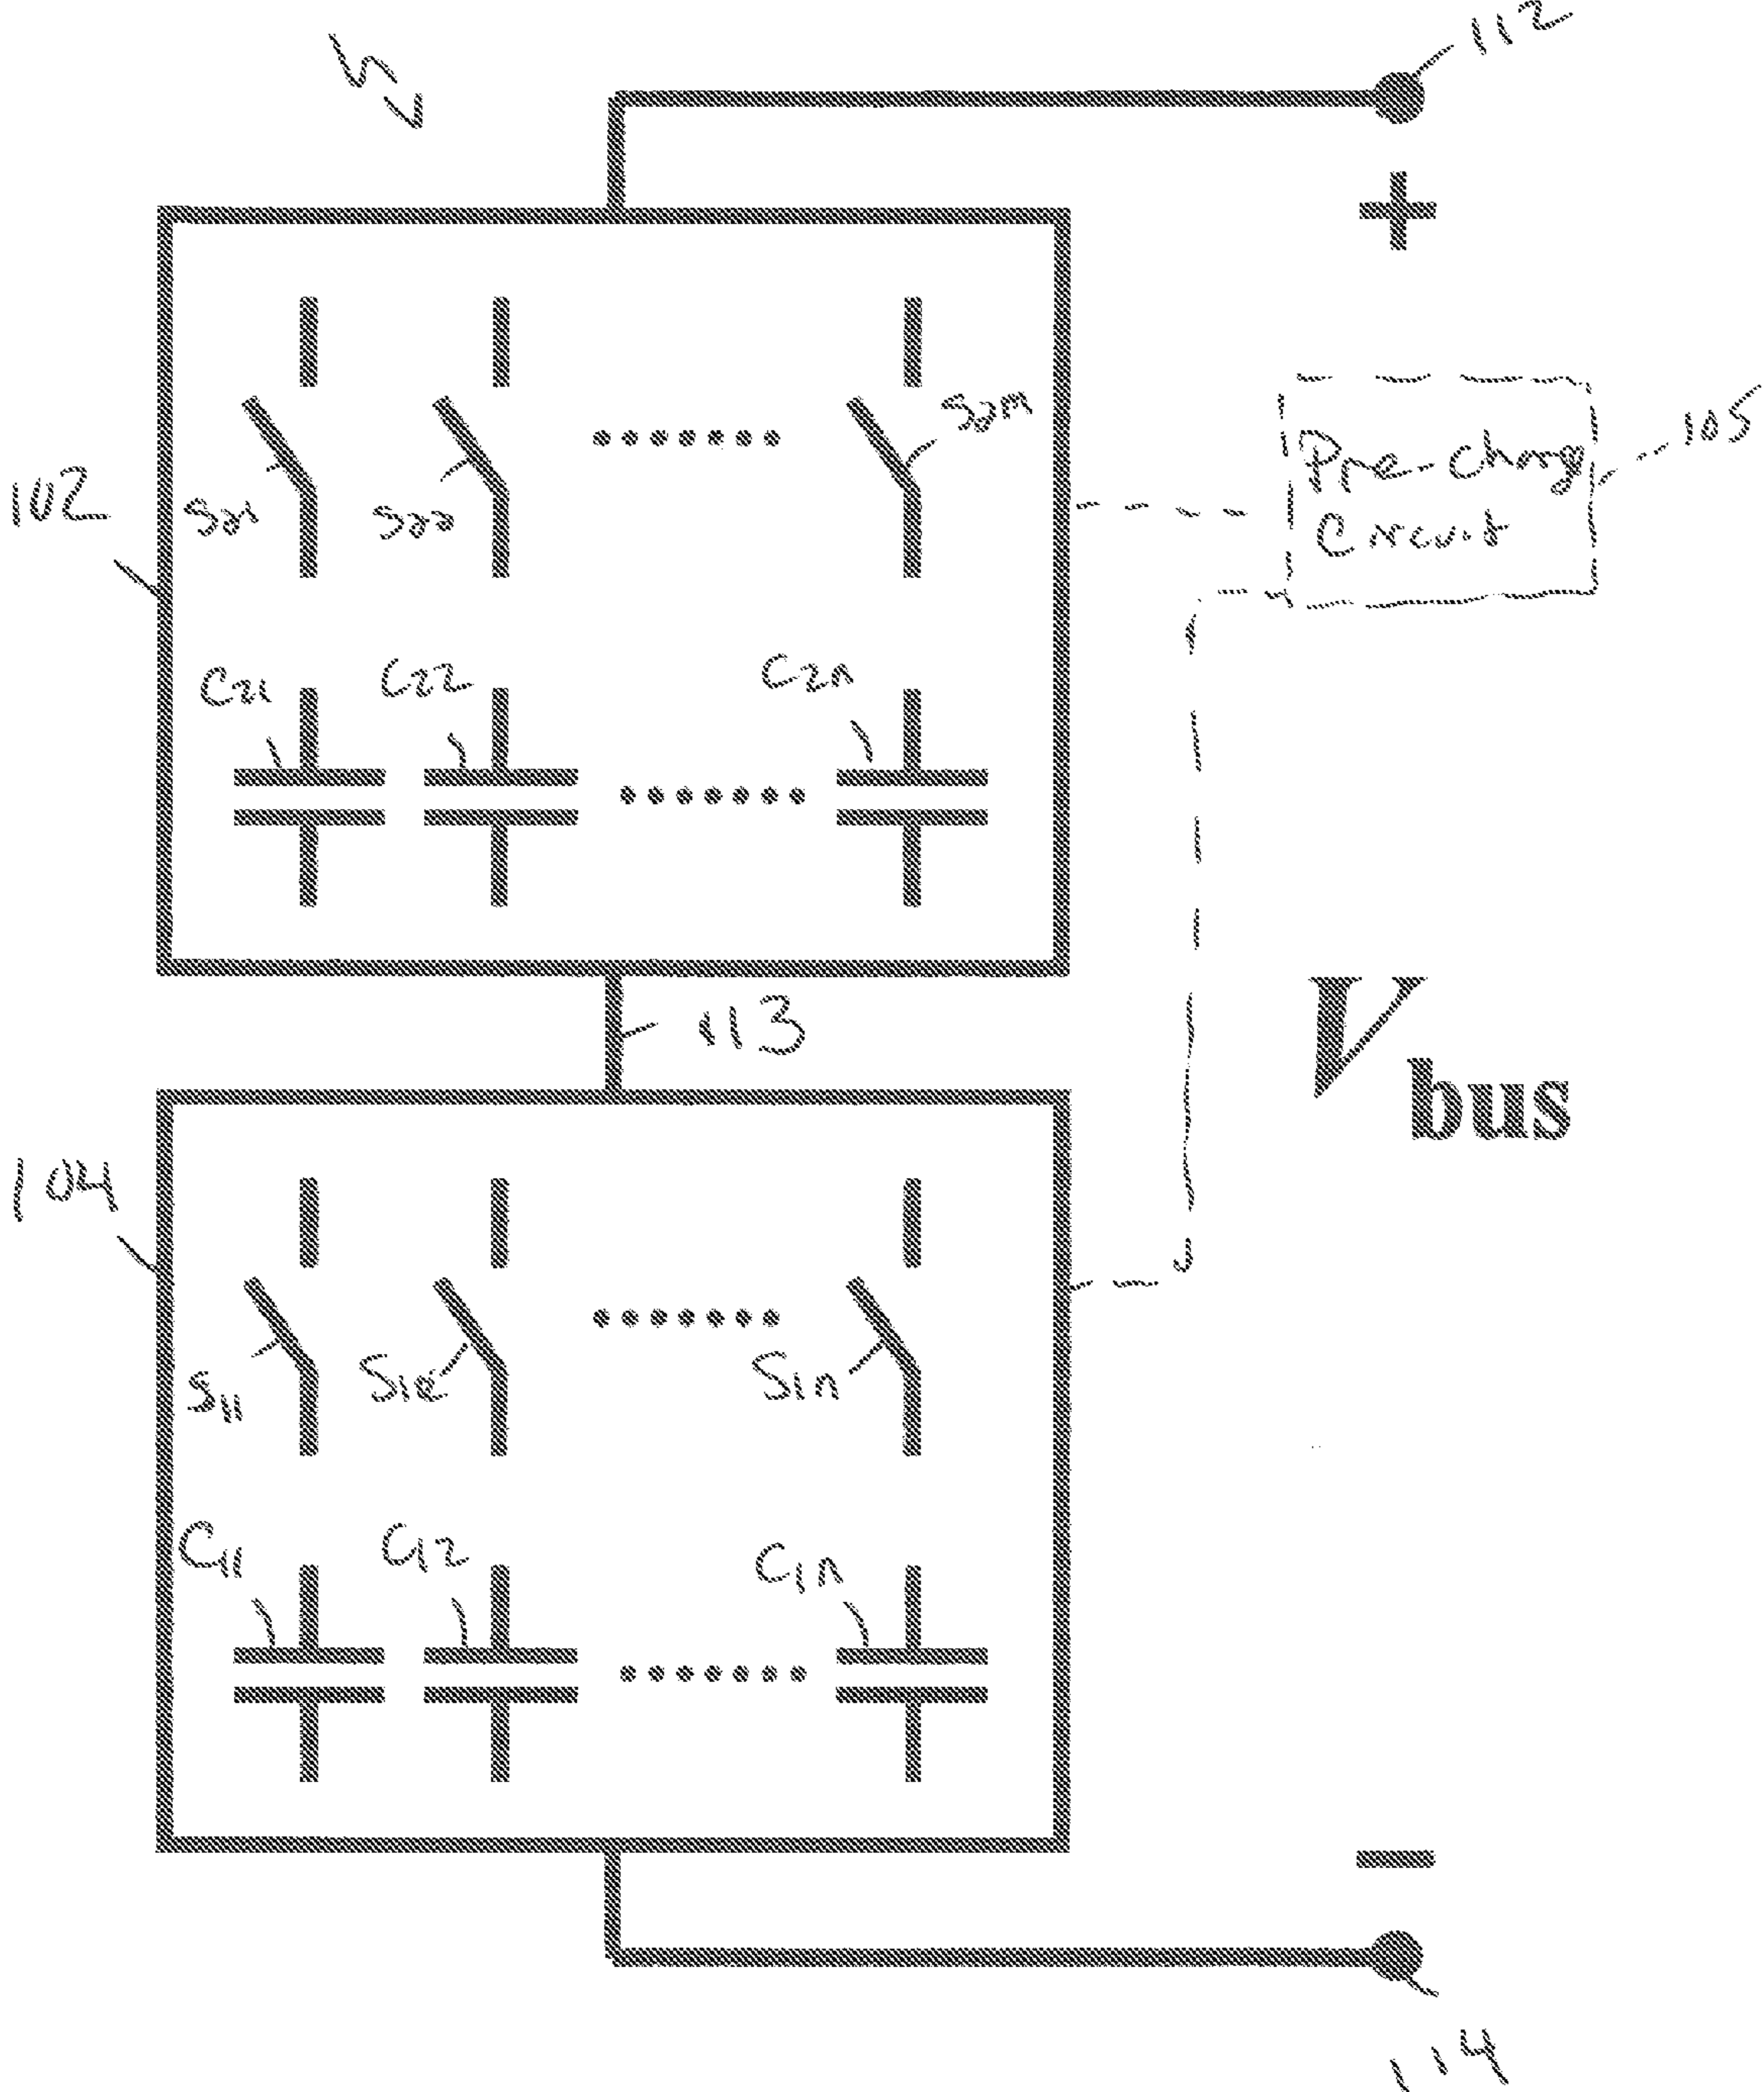 112
+
S21
S22
S2m
102
Pre-charg
Circuit
105
C21
C22
C2n
113
Vbus
104
S11
S12
S1n
C11
C12
C1n
−
114